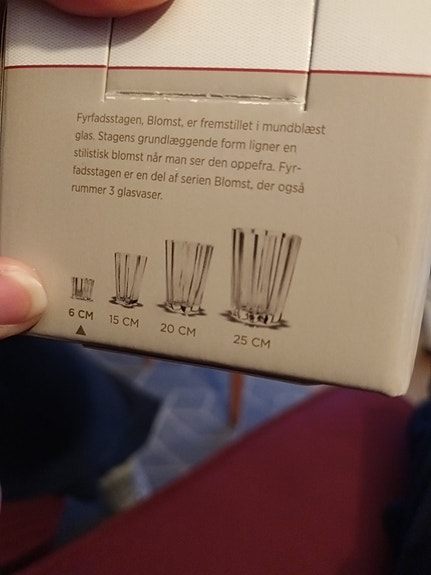 Fyrfadsstagen, Blomst, er fremstillet i mundblæst
glas. Stagens grundlæggende form ligner en
stilistisk blomst når man ser den oppefra. Fyr-
fadsstagen er en del af serien Blomst, der også
rummer 3 glasvaser.
6 CM 15 CM 20 CM 25 CM